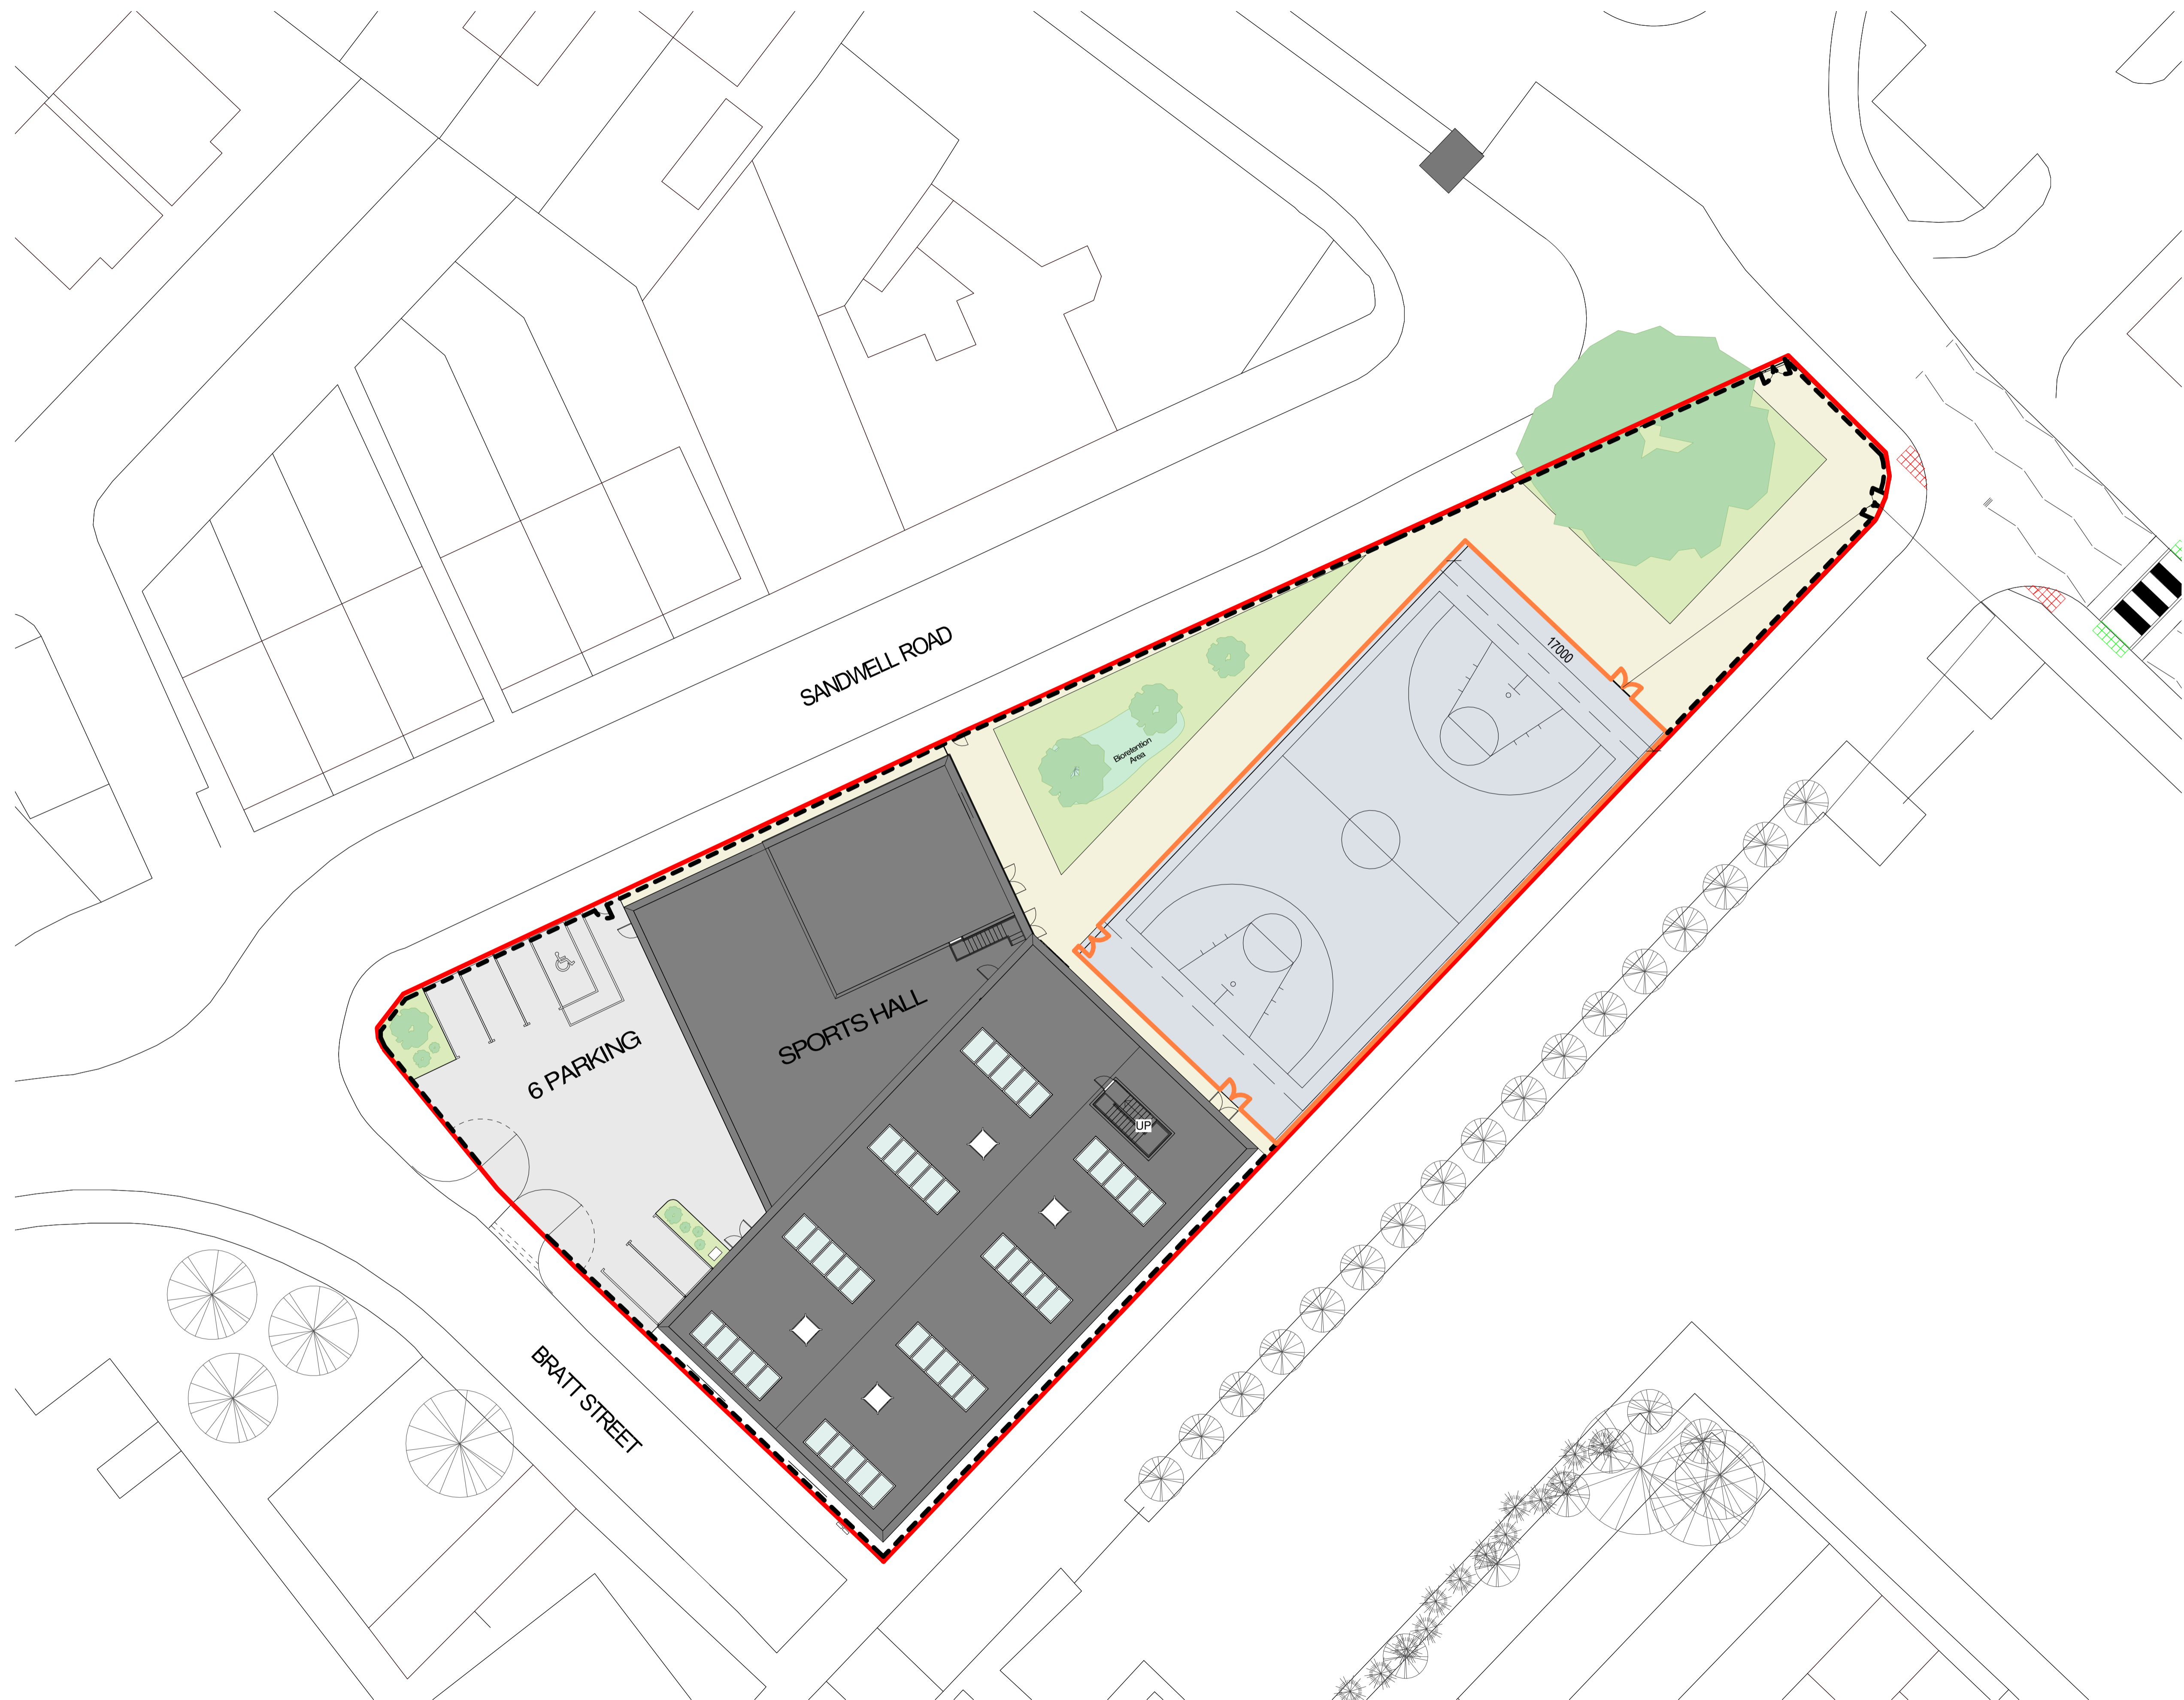 SANDWELL ROAD
17000
Bioretention
Area
SPORTS HALL
6 PARKING
UP
BRATT STREET